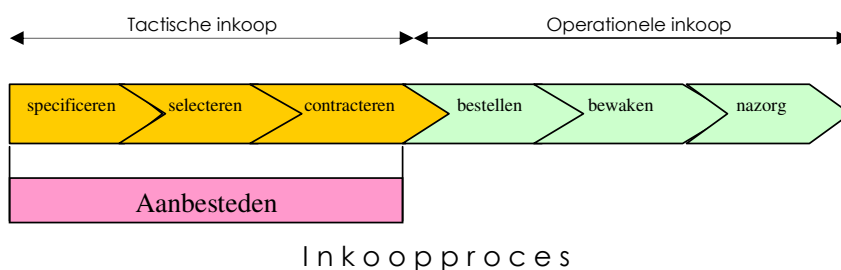 Tactische inkoop Operationele inkoop
specificeren selecteren contracteren bestellen bewaken nazorg
Aanbesteden
Inkoopproces